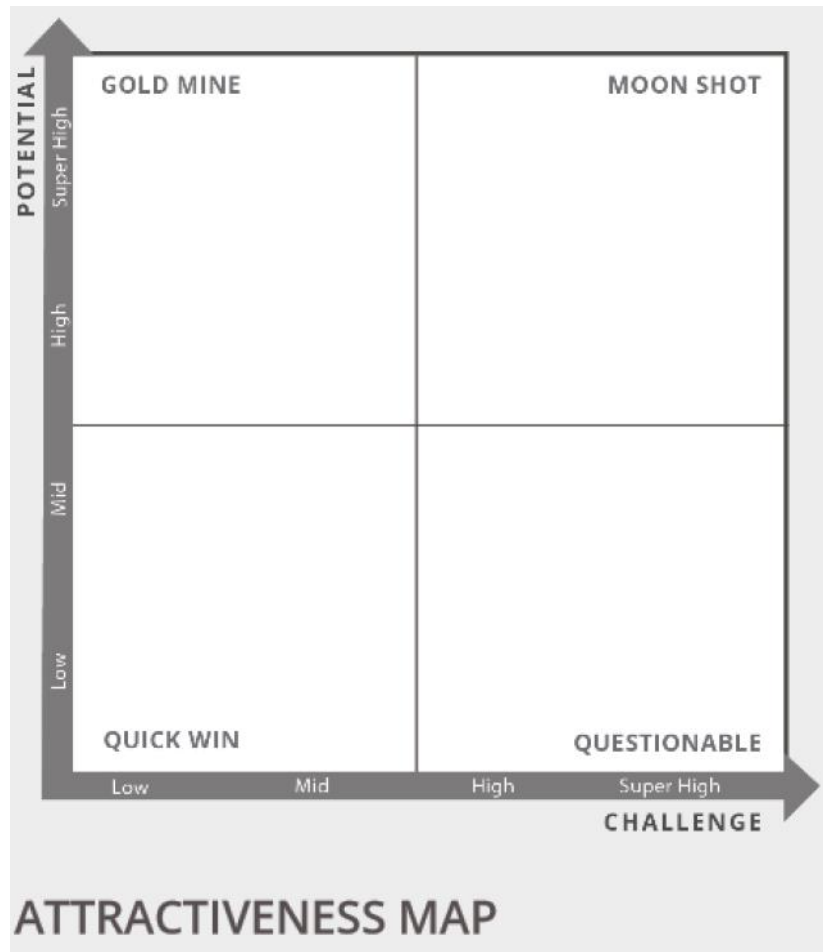 POTENTIAL
Super High
High
Mid
Low
GOLD MINE
MOON SHOT
QUICK WIN
QUESTIONABLE
Low
Mid
High
Super High
CHALLENGE
ATTRACTIVENESS MAP